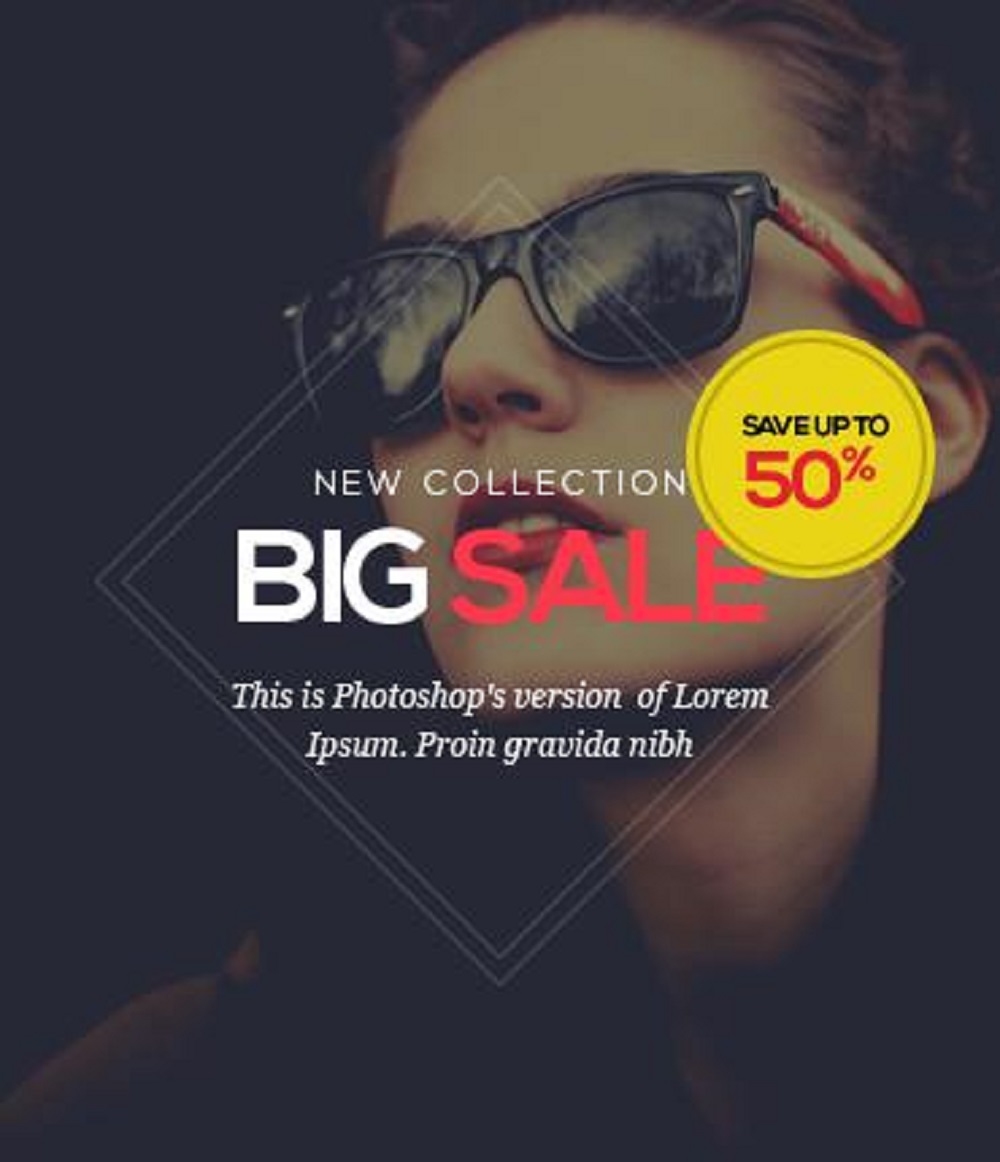 SAVE UP TO
50%
NEW COLLECTION
BIG SALE
This is Photoshop's version of Lorem
Ipsum. Proin gravida nibh